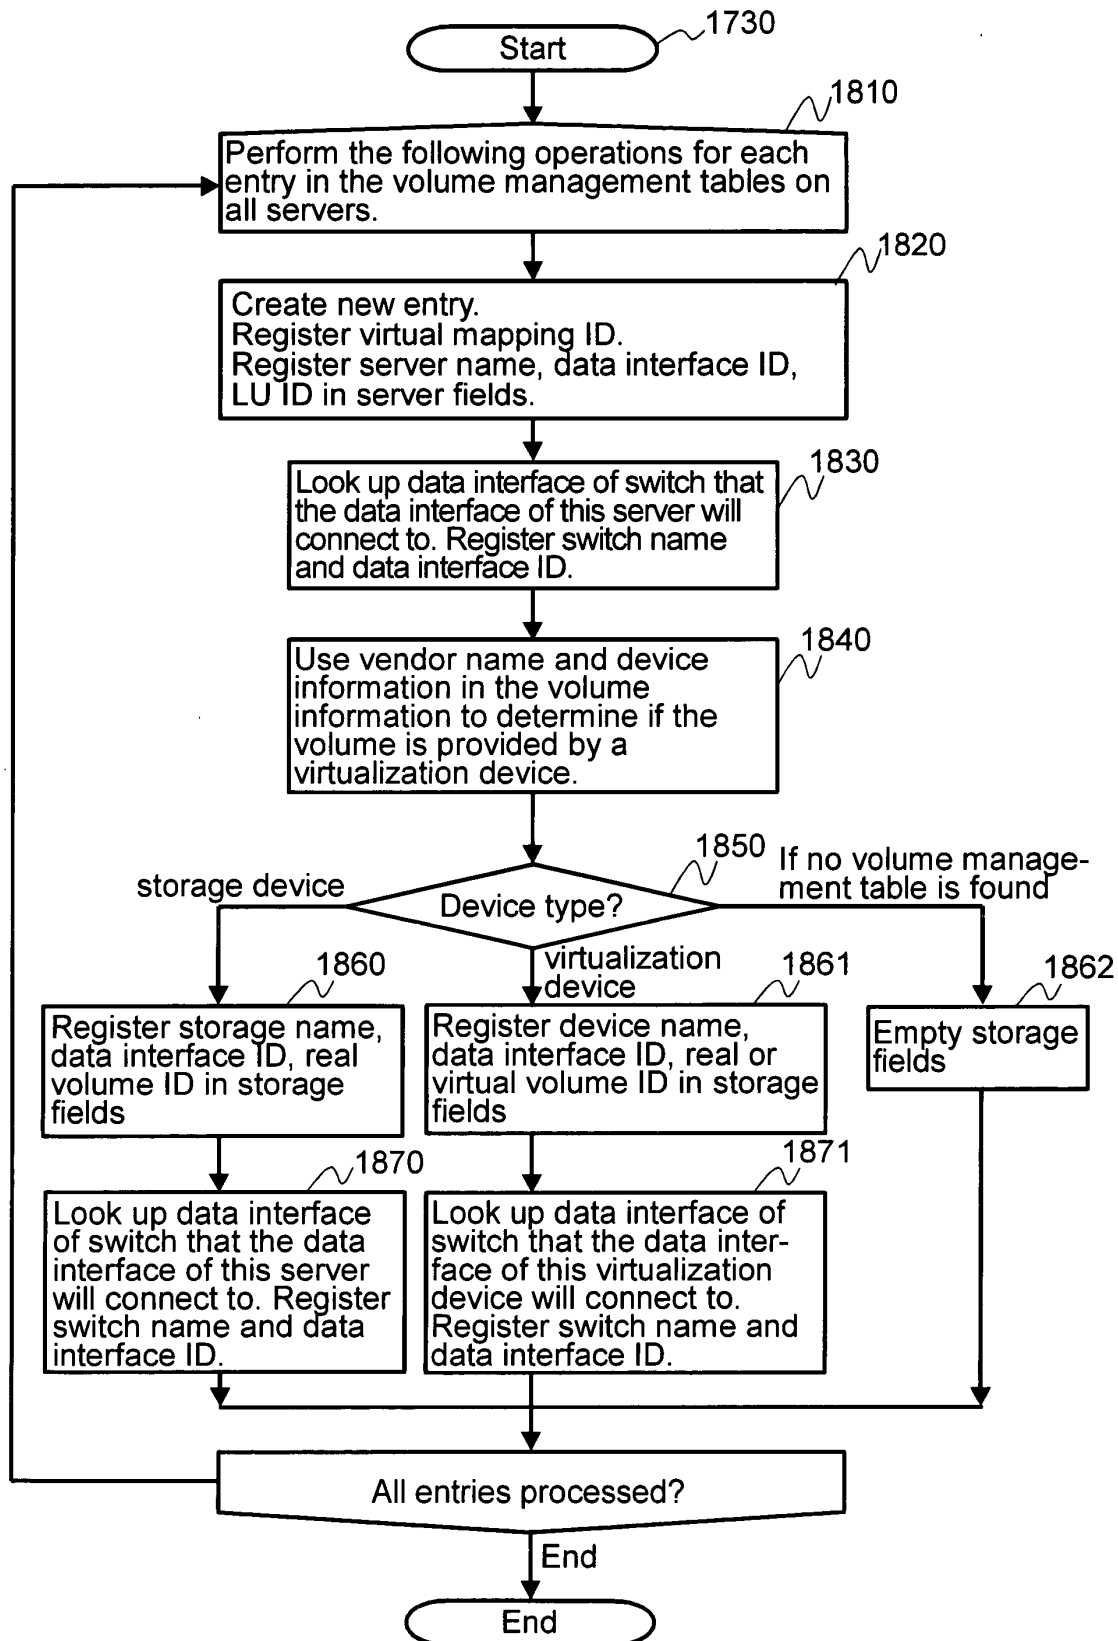 Start
1730
1810
Perform the following operations for each
entry in the volume management tables on
all servers.
1820
Create new entry.
Register virtual mapping ID.
Register server name, data interface ID,
LU ID in server fields.
1830
Look up data interface of switch that
the data interface of this server will
connect to. Register switch name
and data interface ID.
1840
Use vendor name and device
information in the volume
information to determine if the
volume is provided by a
virtualization device.
1850
If no volume manage-
ment table is found
storage device
Device type?
virtualization
device
1860
Register storage name,
data interface ID, real
volume ID in storage
fields
1861
Register device name,
data interface ID, real or
virtual volume ID in storage
fields
1862
Empty storage
fields
1870
Look up data interface
of switch that the data
interface of this server
will connect to. Register
switch name and data
interface ID.
1871
Look up data interface of
switch that the data inter-
face of this virtualization
device will connect to.
Register switch name and
data interface ID.
All entries processed?
End
End